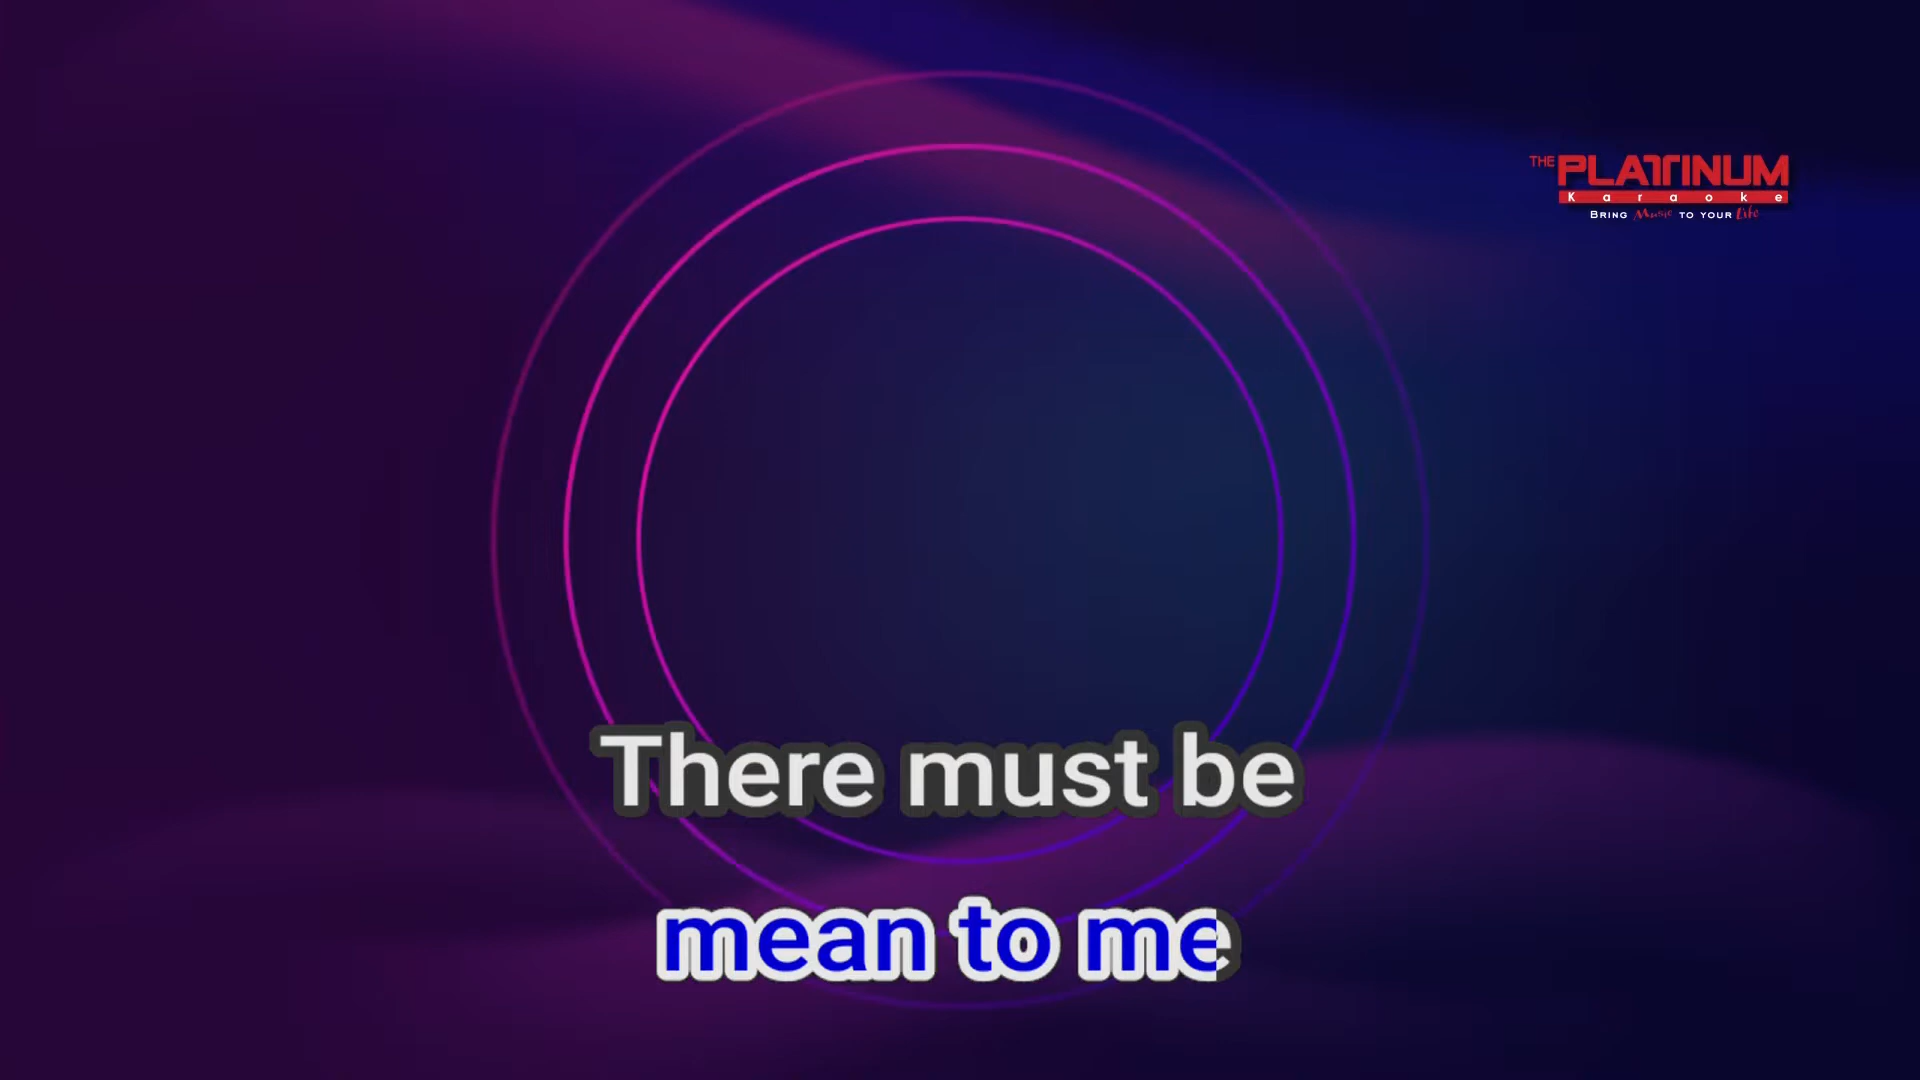 THE PLATINUM
Karaoke
BRING Music TO YOUR Life
There must be
mean to me